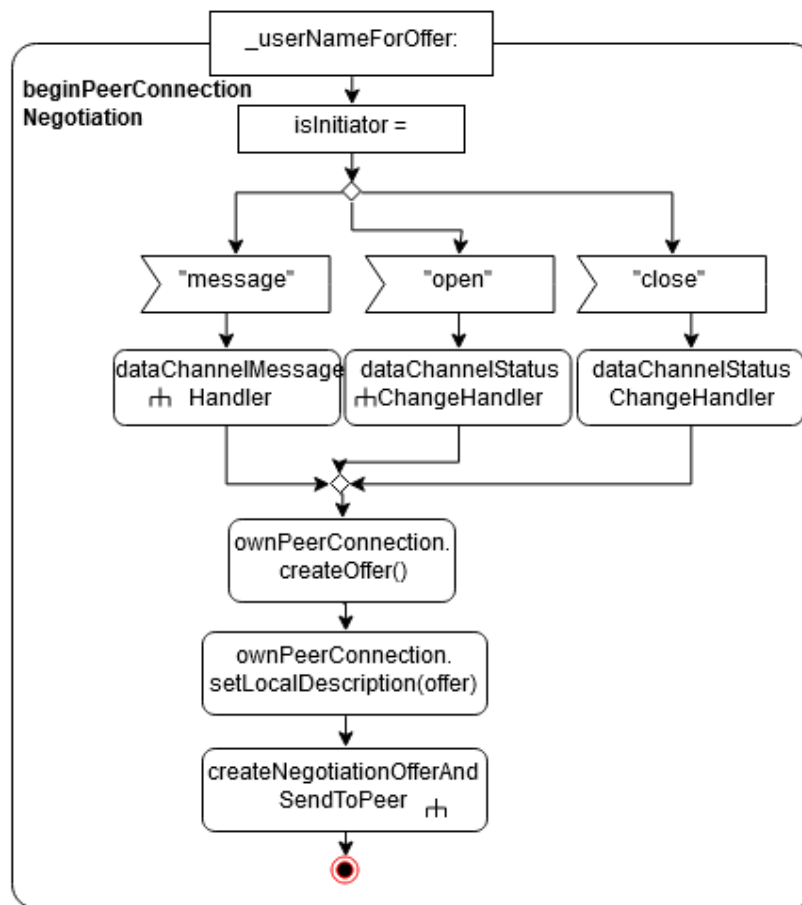 _userNameForOffer:
beginPeerConnection
Negotiation
isInitiator =
"message"
"open"
"close"
dataChannelMessage
Handler
dataChannelStatus
ChangeHandler
dataChannelStatus
ChangeHandler
ownPeerConnection.
createOffer()
ownPeerConnection.
setLocalDescription(offer)
createNegotiationOfferAnd
SendToPeer